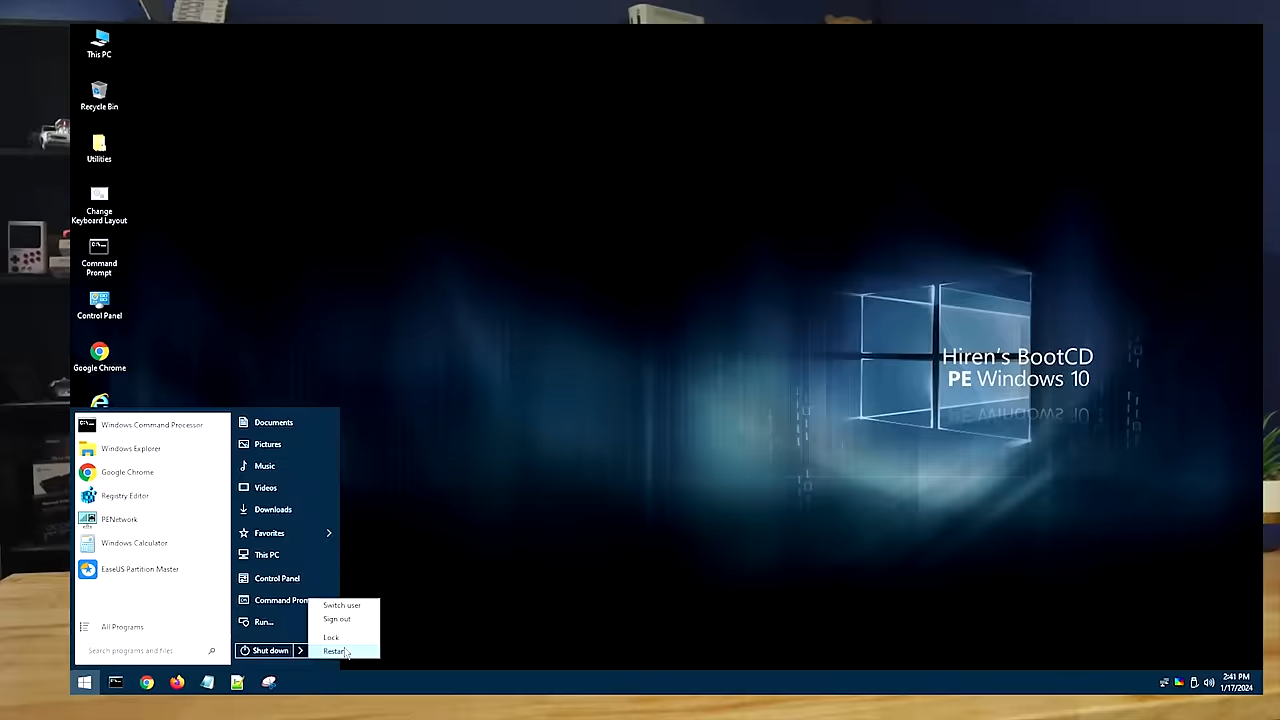 This PC
Recycle Bin
Utilities
Change
Keyboard Layout
Command
Prompt
Control Panel
Google Chrome
Hiren's BootCD
PE Windows 10
Windows Command Processor
Windows Explorer
Google Chrome
Registry Editor
PENetwork
Windows Calculator
EaseUS Partition Master
All Programs
Search programs and files
Documents
Pictures
Music
Videos
Downloads
Favorites
This PC
Control Panel
Command Prom
Run...
Shut down
Switch user
Sign out
Lock
Restart
2:41 PM
1/17/2024